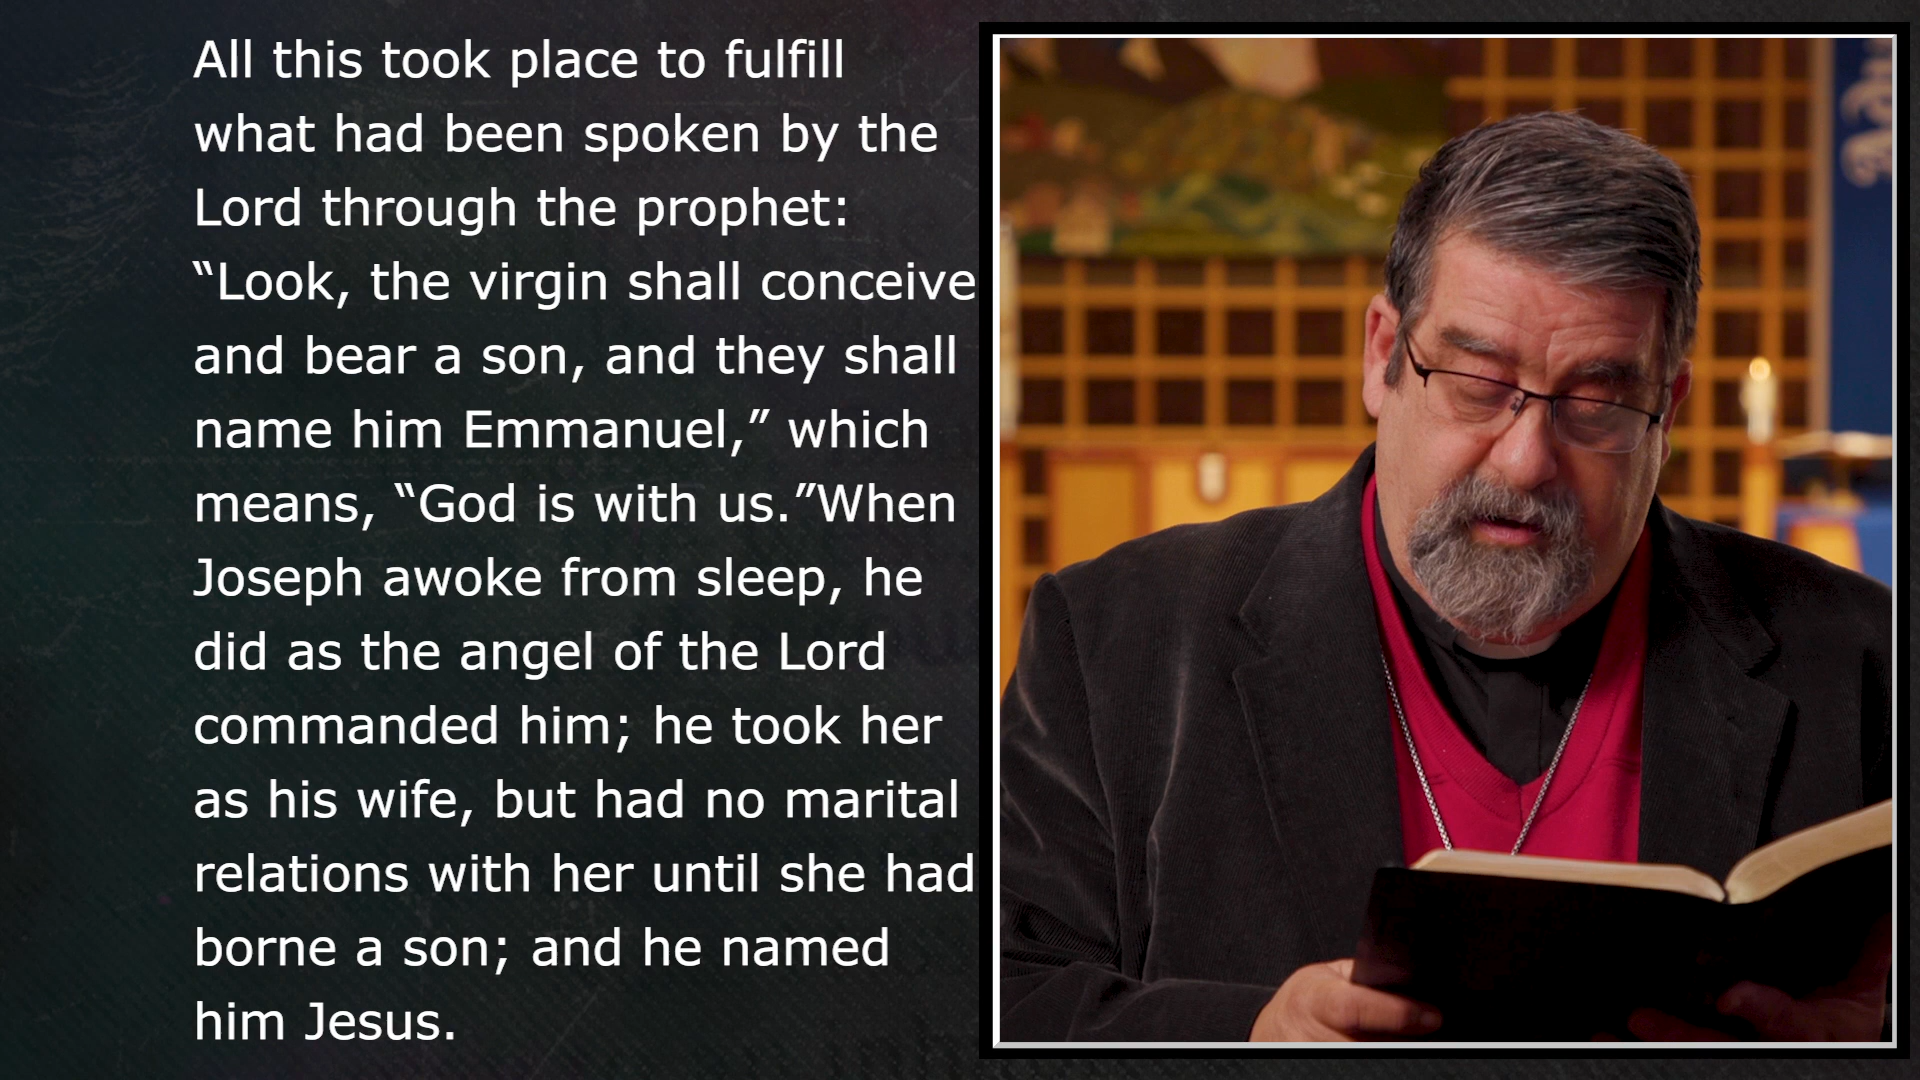 All this took place to fulfill
what had been spoken by the
Lord through the prophet:
“Look, the virgin shall conceive
and bear a son, and they shall
name him Emmanuel,” which
means, “God is with us.”When
Joseph awoke from sleep, he
did as the angel of the Lord
commanded him; he took her
as his wife, but had no marital
relations with her until she had
borne a son; and he named
him Jesus.